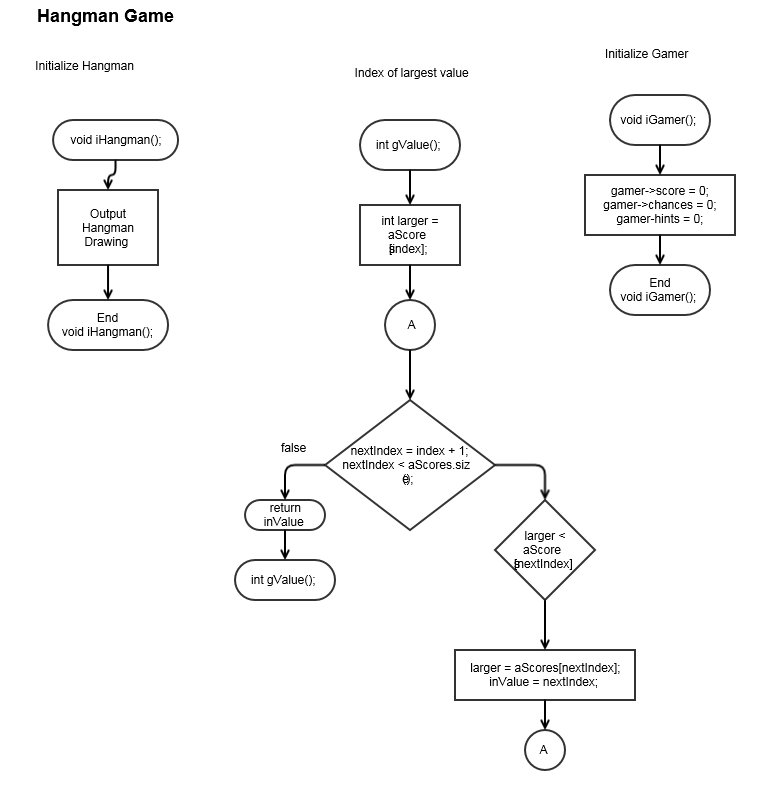 Hangman Game
Initialize Hangman
void iHangman();
Output
Hangman
Drawing
End
void iHangman();
Index of largest value
int gValue();
int larger =
aScore
s[index];
A
nextIndex = index + 1;
nextIndex < aScores.siz
e();
false
return
inValue
int gValue();
larger <
aScore
s[nextIndex]
larger = aScores[nextIndex];
inValue = nextIndex;
A
Initialize Gamer
void iGamer();
gamer->score = 0;
gamer->chances = 0;
gamer-hints = 0;
End
void iGamer();